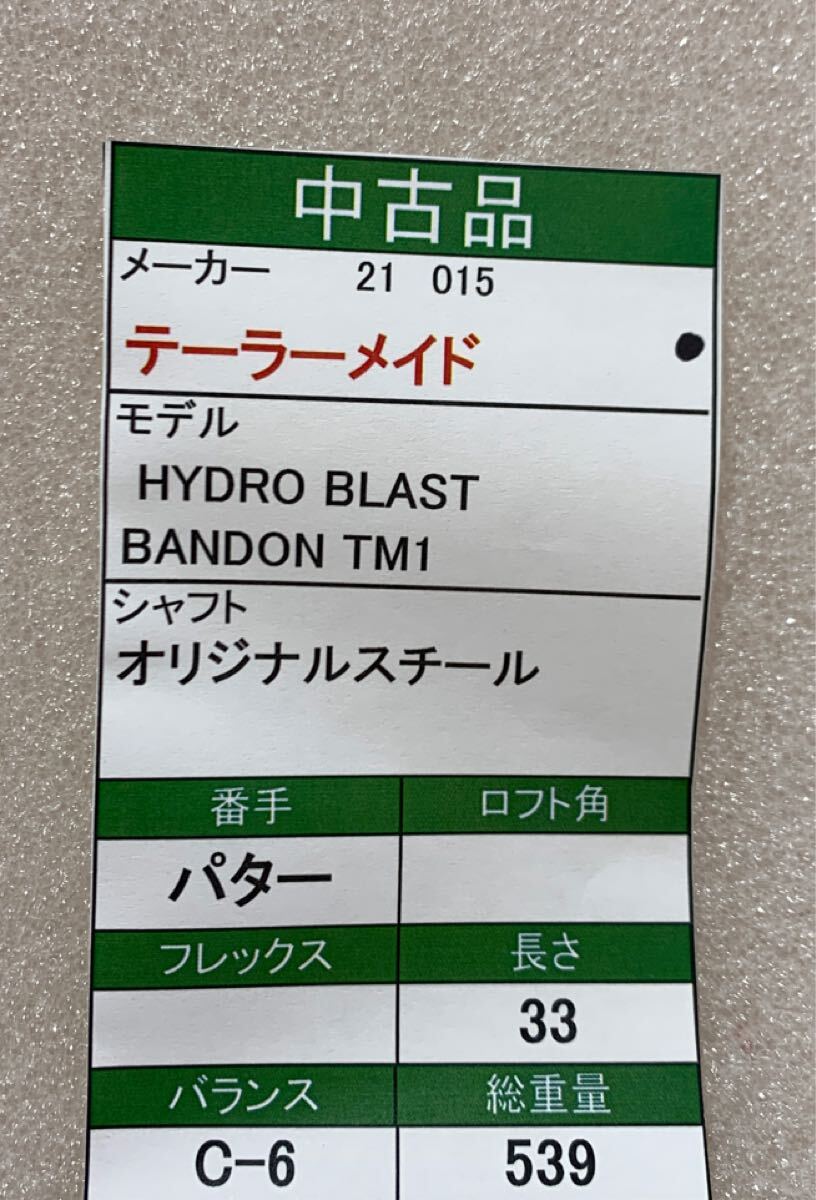 中古品
メーカー 21 015
テーラーメイド
モデル
HYDRO BLAST
BANDON TM1
シャフト
オリジナルスチール
番手 ロフト角
パター
フレックス 長さ
33
バランス 総重量
C-6 539